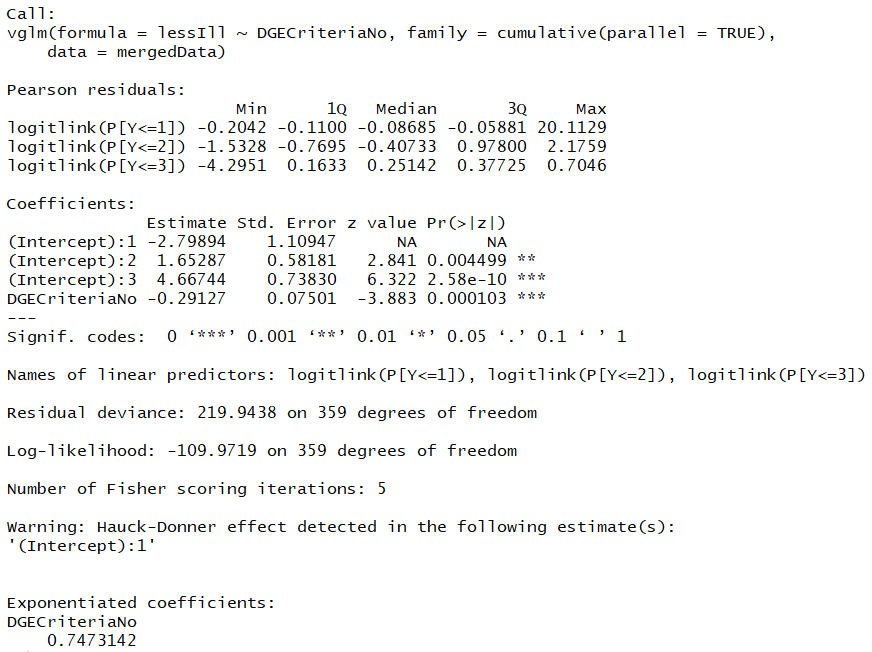 Call:
vglm(formula = lessIll ~ DGECriteriaNo, family = cumulative(parallel = TRUE),
    data = mergedData)
Pearson residuals:
                        Min      1Q   Median       3Q     Max
logitlink(P[Y<=1]) -0.2042 -0.1100 -0.08685 -0.05881 20.1129
logitlink(P[Y<=2]) -1.5328 -0.7695 -0.40733  0.97800  2.1759
logitlink(P[Y<=3]) -4.2951  0.1633  0.25142  0.37725  0.7046
Coefficients:
              Estimate Std. Error z value Pr(>|z|)
(Intercept):1 -2.79894    1.10947      NA       NA
(Intercept):2  1.65287    0.58181   2.841 0.004499 **
(Intercept):3  4.66744    0.73830   6.322 2.58e-10 ***
DGECriteriaNo -0.29127    0.07501  -3.883 0.000103 ***
---
Signif. codes:  0 ‘***’ 0.001 ‘**’ 0.01 ‘*’ 0.05 ‘.’ 0.1 ‘ ’ 1
Names of linear predictors: logitlink(P[Y<=1]), logitlink(P[Y<=2]), logitlink(P[Y<=3])
Residual deviance: 219.9438 on 359 degrees of freedom
Log-likelihood: -109.9719 on 359 degrees of freedom
Number of Fisher scoring iterations: 5
Warning: Hauck-Donner effect detected in the following estimate(s):
'(Intercept):1'
Exponentiated coefficients:
DGECriteriaNo
    0.7473142